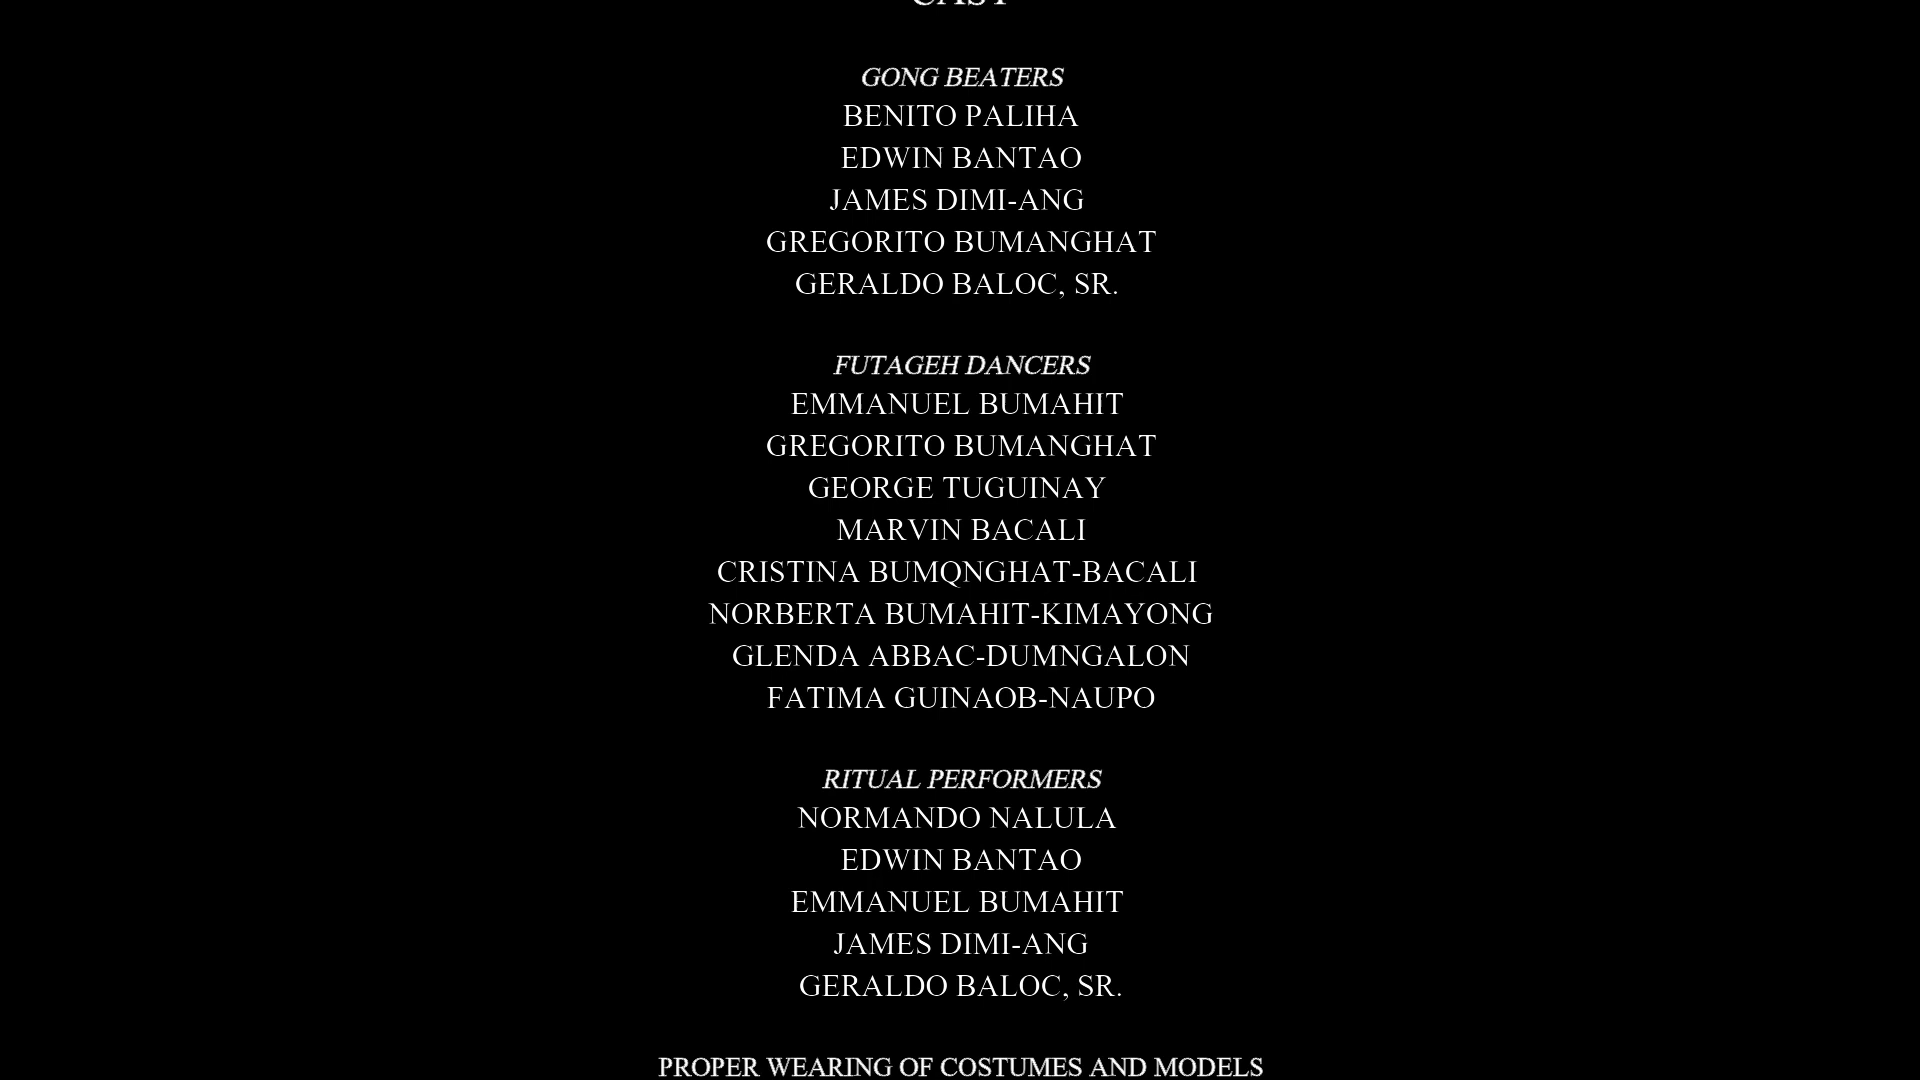 CAST
GONG BEATERS
BENITO PALIHA
EDWIN BANTAO
JAMES DIMI-ANG
GREGORITO BUMANGHAT
GERALDO BALOC, SR.
FUTAGEH DANCERS
EMMANUEL BUMAHIT
GREGORITO BUMANGHAT
GEORGE TUGUINAY
MARVIN BACALI
CRISTINA BUMQNGHAT-BACALI
NORBERTA BUMAHIT-KIMAYONG
GLENDA ABBAC-DUMNGALON
FATIMA GUINAOB-NAUPO
RITUAL PERFORMERS
NORMANDO NALULA
EDWIN BANTAO
EMMANUEL BUMAHIT
JAMES DIMI-ANG
GERALDO BALOC, SR.
PROPER WEARING OF COSTUMES AND MODELS